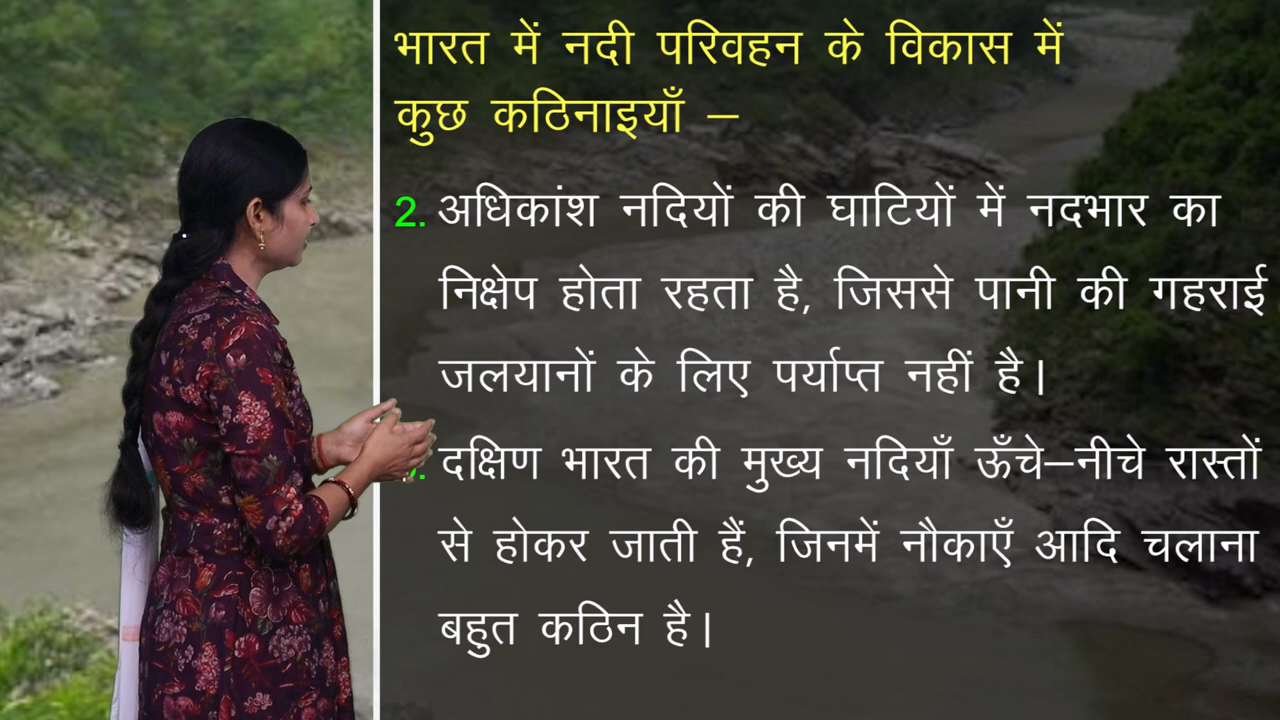 भारत में नदी परिवहन के विकास में
कुछ कठिनाइयाँ –
2. अधिकांश नदियों की घाटियों में नदभार का
निक्षेप होता रहता है, जिससे पानी की गहराई
जलयानों के लिए पर्याप्त नहीं है।
दक्षिण भारत की मुख्य नदियाँ ऊँचे–नीचे रास्तों
से होकर जाती हैं, जिनमें नौकाएँ आदि चलाना
बहुत कठिन है।